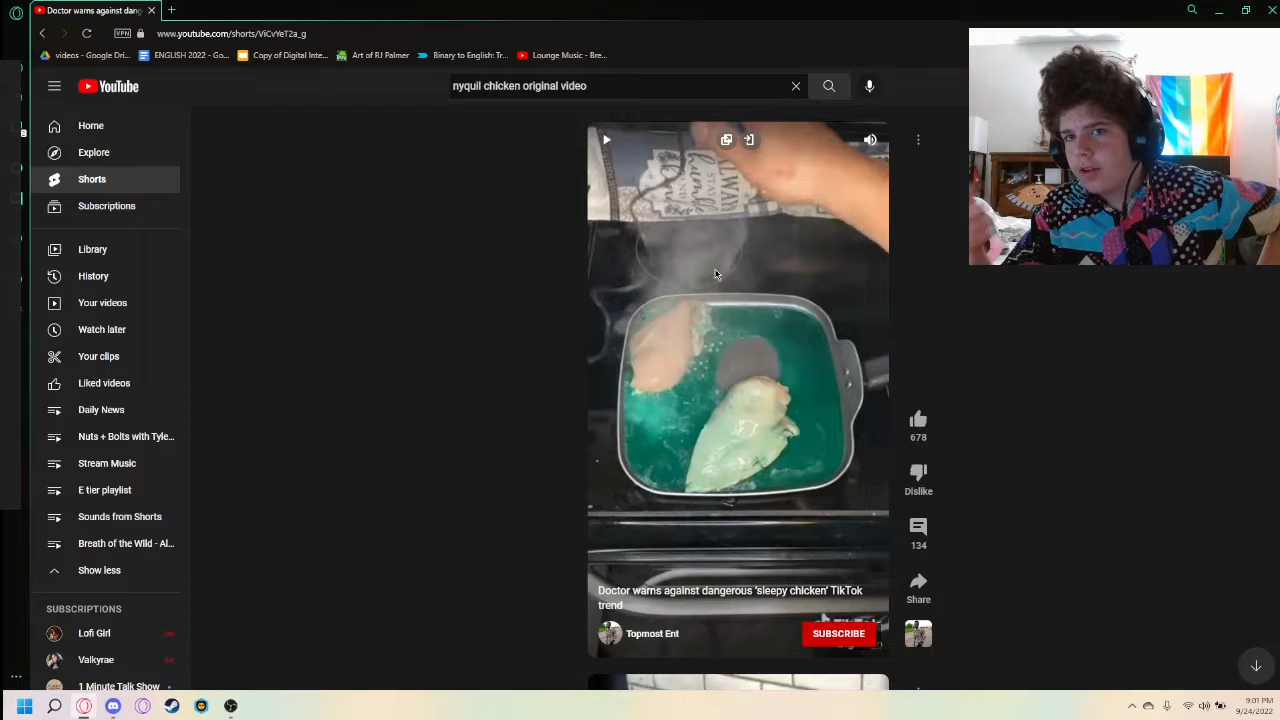 Doctor warns against dang
www.youtube.com/shorts/ViCvYeT2a_g
VPN
videos - Google Dri...
ENGLISH 2022 - Go...
Copy of Digital Inte...
Art of RJ Palmer
Binary to English: Tr...
Lounge Music - Bre...
YouTube
nyquil chicken original video
Home
Explore
Shorts
Subscriptions
Library
History
Your videos
Watch later
Your clips
Liked videos
Daily News
Nuts + Bolts with Tyle...
Stream Music
E tier playlist
Sounds from Shorts
Breath of the Wild - Al...
Show less
SUBSCRIPTIONS
Lofi Girl
Valkyrae
1 Minute Talk Show
678
Dislike
134
Share
Doctor warns against dangerous 'sleepy chicken' TikTok
trend
Topmost Ent
SUBSCRIBE
9:01 PM
9/24/2022